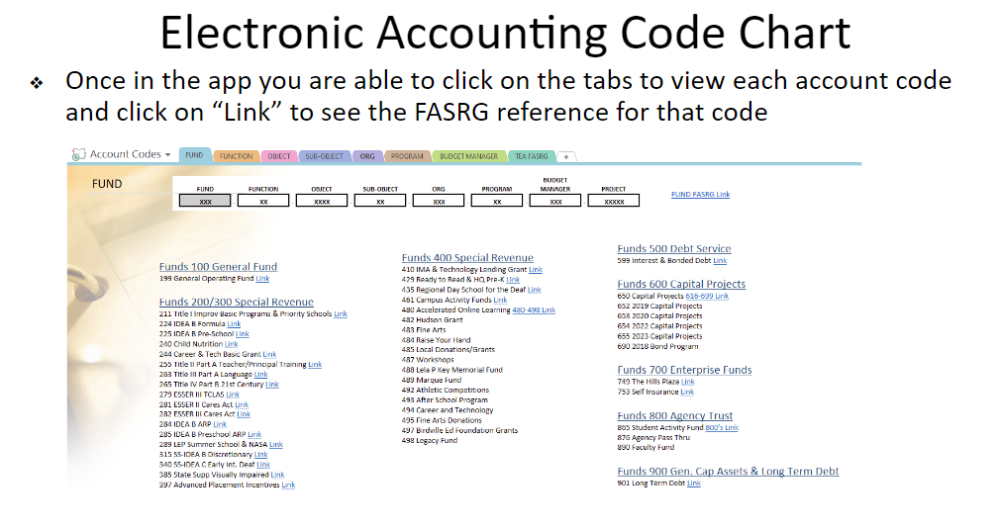 Electronic Accounting Code Chart
❖ Once in the app you are able to click on the tabs to view each account code
and click on “Link” to see the FASRG reference for that code
Account Codes FUND FUNCTION OBJECT SUB-OBJECT ORG PROGRAM BUDGET MANAGER TEA FASRG +
FUND
FUND FUNCTION OBJECT SUB-OBJECT ORG PROGRAM BUDGET MANAGER PROJECT
XXX XX XXXX XX XXX XX XXX XXXXX
FUND FASRG Link
Funds 100 General Fund
199 General Operating Fund Link
Funds 200/300 Special Revenue
211 Title I Improv Basic Programs & Priority Schools Link
224 IDEA B Formula Link
225 IDEA B Pre-School Link
240 Child Nutrition Link
244 Career & Tech Basic Grant Link
255 Title II Part A Teacher/Principal Training Link
263 Title III Part A Language Link
265 Title IV Part B 21st Century Link
279 ESSER III TCLAS Link
281 ESSER II Cares Act Link
282 ESSER III Cares Act Link
284 IDEA B ARP Link
285 IDEA B Preschool ARP Link
289 LEP Summer School & NASA Link
315 SS-IDEA B Discretionary Link
340 SS-IDEA C Early Int. Deaf Link
385 State Supp Visually Impaired Link
397 Advanced Placement Incentives Link
Funds 400 Special Revenue
410 IMA & Technology Lending Grant Link
429 Ready to Read & HQ Pre-K Link
435 Regional Day School for the Deaf Link
461 Campus Activity Funds Link
480 Accelerated Online Learning 480-498 Link
482 Hudson Grant
483 Fine Arts
484 Raise Your Hand
485 Local Donations/Grants
487 Workshops
488 Lela P Key Memorial Fund
489 Marque Fund
492 Athletic Competitions
493 After School Program
494 Career and Technology
495 Fine Arts Donations
497 Birdville Ed Foundation Grants
498 Legacy Fund
Funds 500 Debt Service
599 Interest & Bonded Debt Link
Funds 600 Capital Projects
650 Capital Projects 616-699 Link
652 2019 Capital Projects
653 2020 Capital Projects
654 2022 Capital Projects
655 2023 Capital Projects
690 2018 Bond Program
Funds 700 Enterprise Funds
749 The Hills Plaza Link
753 Self Insurance Link
Funds 800 Agency Trust
865 Student Activity Fund 800's Link
876 Agency Pass Thru
890 Faculty Fund
Funds 900 Gen. Cap Assets & Long Term Debt
901 Long Term Debt Link